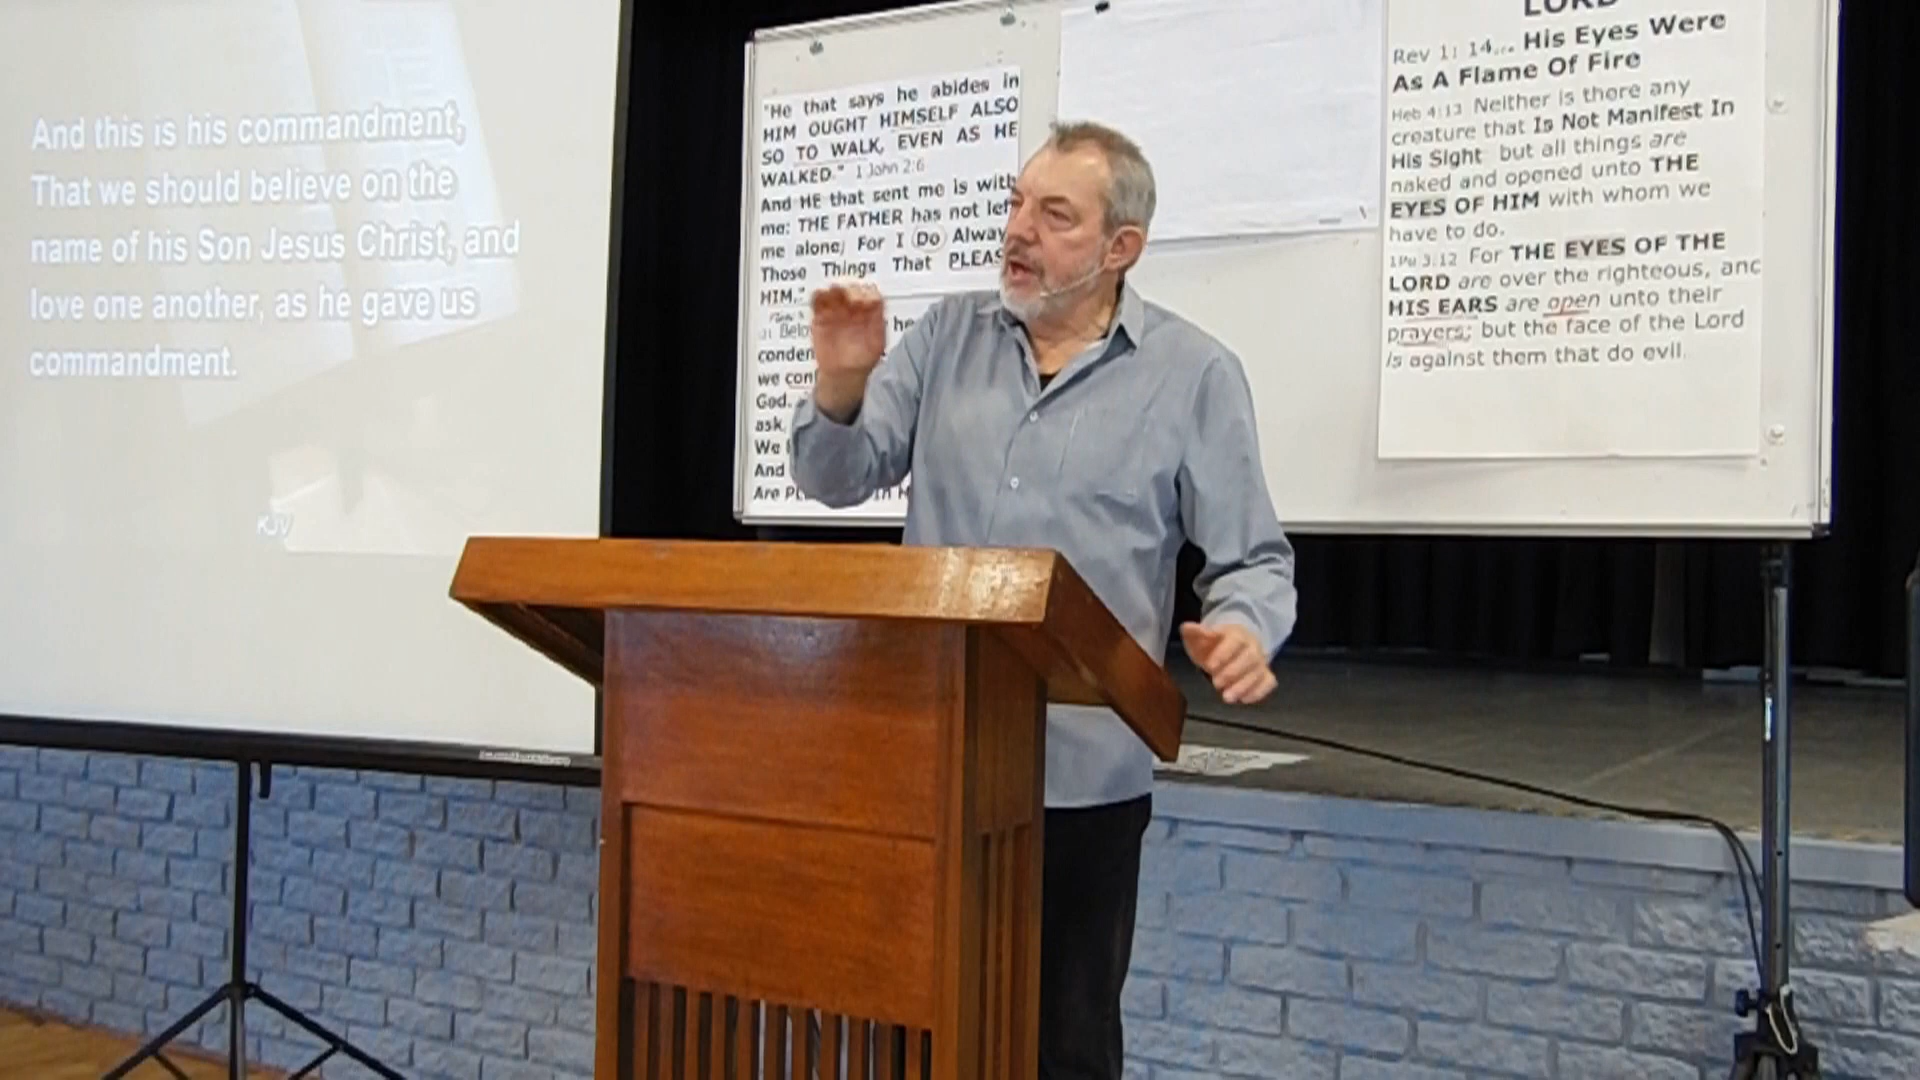 And this is his commandment,
That we should believe on the
name of his Son Jesus Christ, and
love one another, as he gave us
commandment.
KJV
"He that says he abides in
HIM OUGHT HIMSELF ALSO
SO TO WALK, EVEN AS HE
WALKED." 1 John 2:6
And HE that sent me is with
me: THE FATHER has not
me alone; For I Do
Those Things That
HIM."
21
we
God.
ask
We
And
Are
LORD
Rev 1: 14... His Eyes Were
As A Flame Of Fire
Heb 4:13 Neither is there any
creature that Is Not Manifest In
His Sight but all things are
naked and opened unto THE
EYES OF HIM with whom we
have to do.
1Pe 3:12 For THE EYES OF THE
LORD are over the righteous, and
HIS EARS are open unto their
prayers; but the face of the Lord
is against them that do evil.